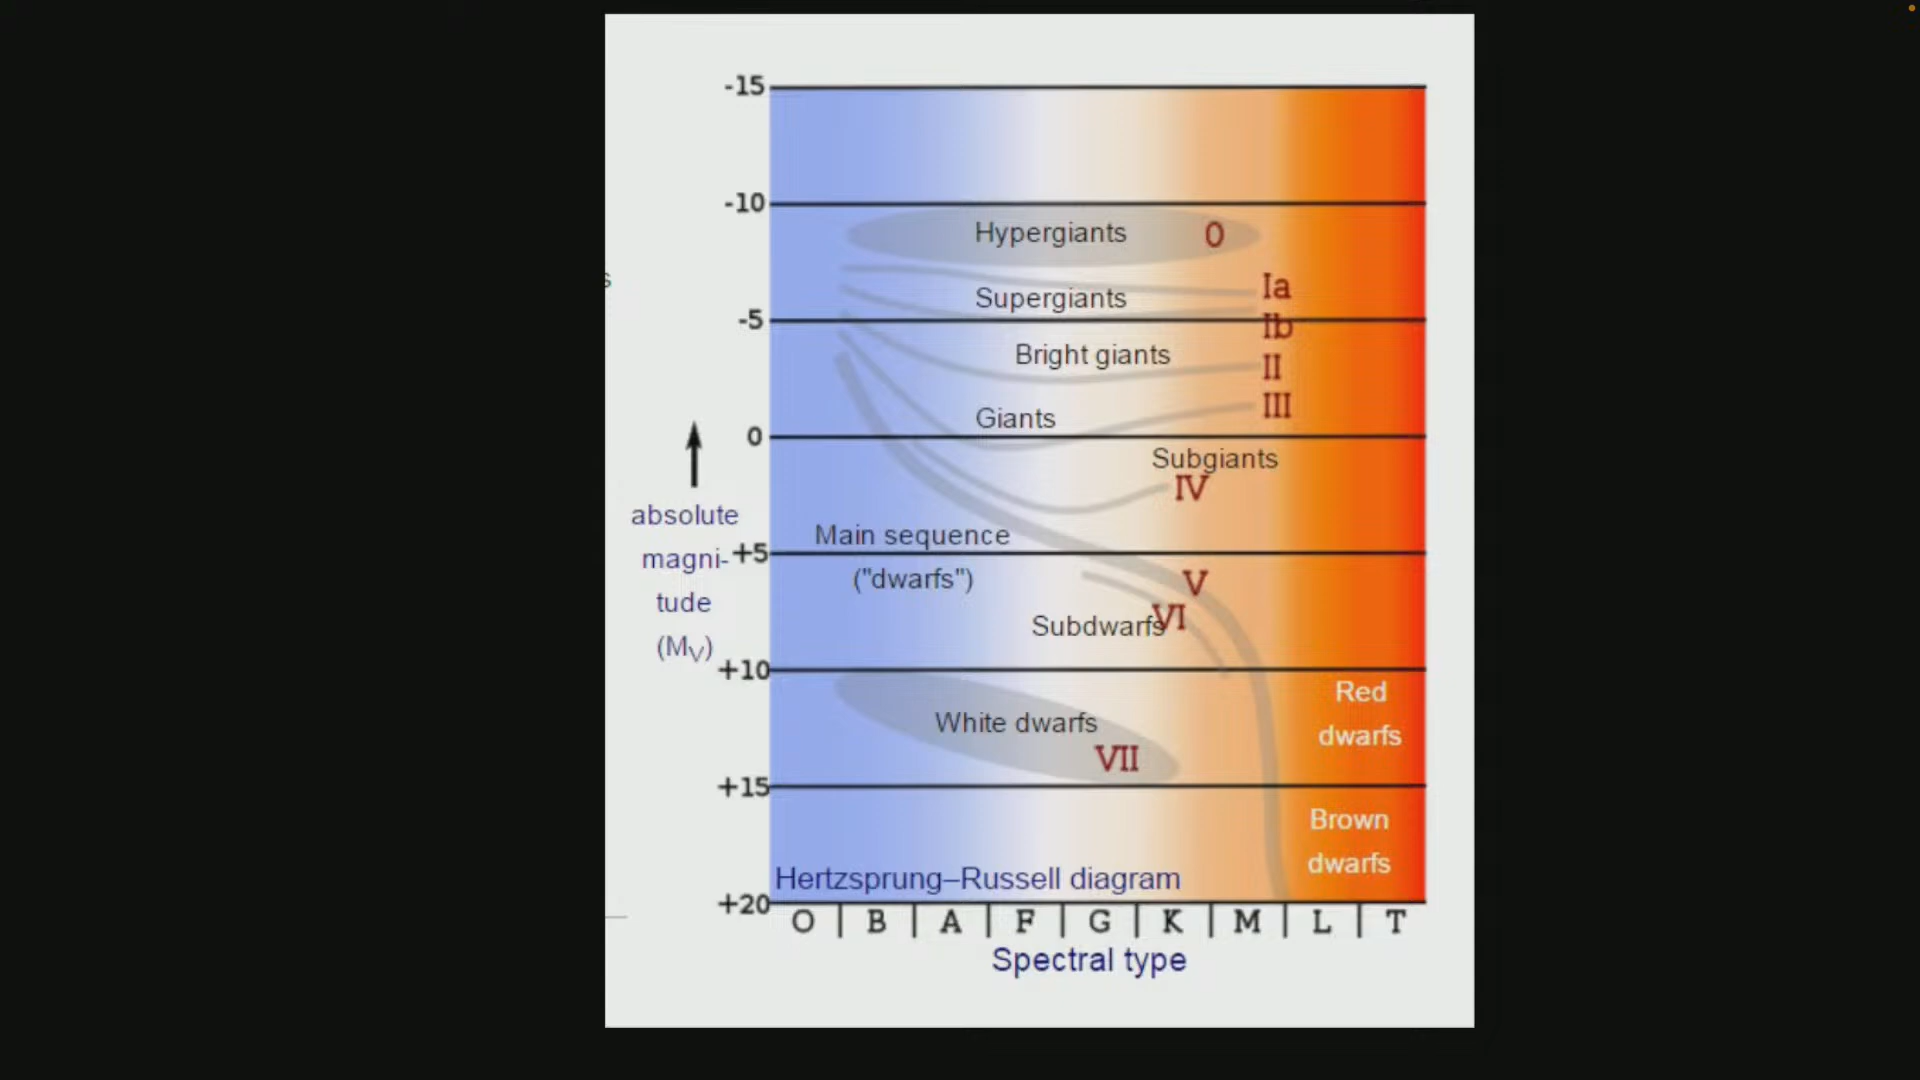 -15
-10
Hypergiants 0
s
Ia
Supergiants
-5
Ib
Bright giants
II
III
Giants
0
Subgiants
IV
absolute
magni-
tude
(MV)
Main sequence
+5
("dwarfs")
V
VI
Subdwarfs
+10
Red
dwarfs
White dwarfs
VII
+15
Brown
dwarfs
Hertzsprung–Russell diagram
+20
O | B | A | F | G | K | M | L | T
Spectral type